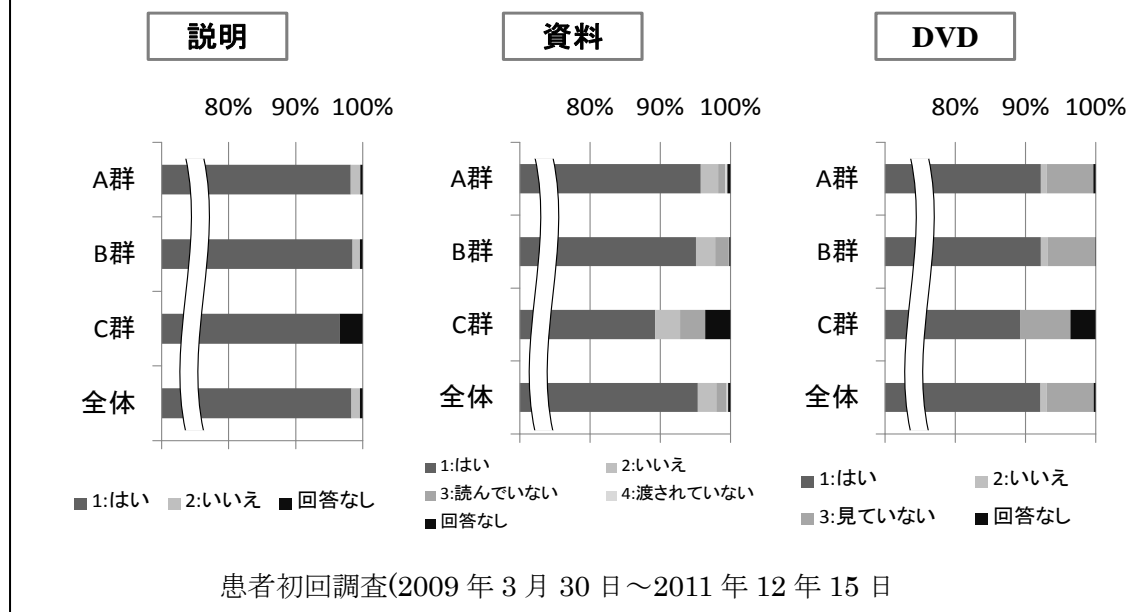 説明 資料 DVD
80% 90% 100% 80% 90% 100% 80% 90% 100%
A群 A群 A群
B群 B群 B群
C群 C群 C群
全体 全体 全体
1:はい 2:いいえ 回答なし
1:はい 2:いいえ
3:読んでいない 4:渡されていない
回答なし
1:はい 2:いいえ
3:見ていない 回答なし
患者初回調査(2009 年 3 月 30 日～2011 年 12 年 15 日